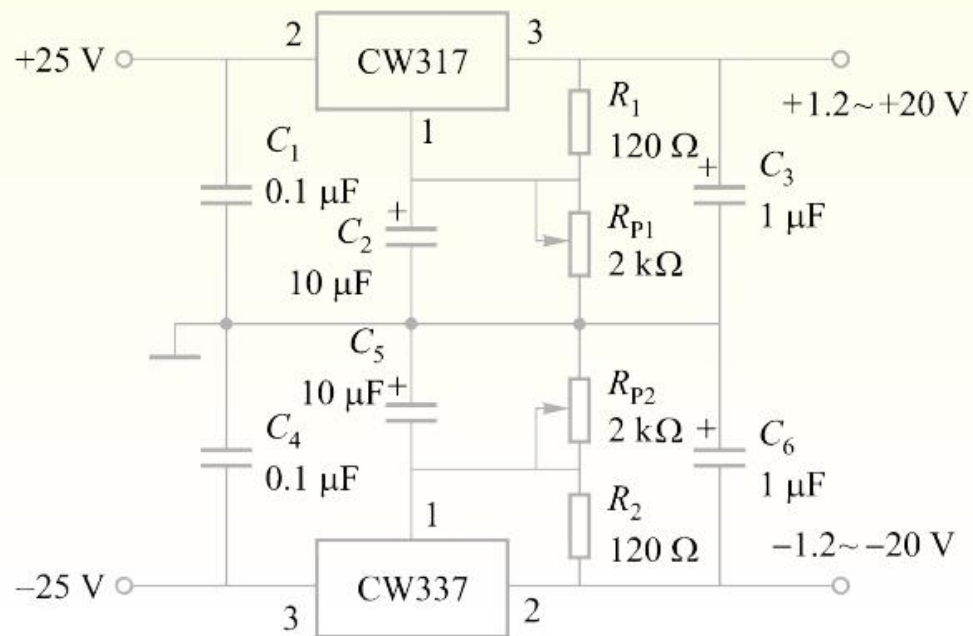 2
3
+25 V
CW317
R1
+1.2~+20 V
1
120 Ω
C1
+
C3
0.1 μF
+
RP1
1 μF
C2
2 kΩ
10 μF
C5
10 μF
+
RP2
C4
2 kΩ
+
C6
0.1 μF
1 μF
1
R2
120 Ω
−1.2~−20 V
−25 V
CW337
3
2